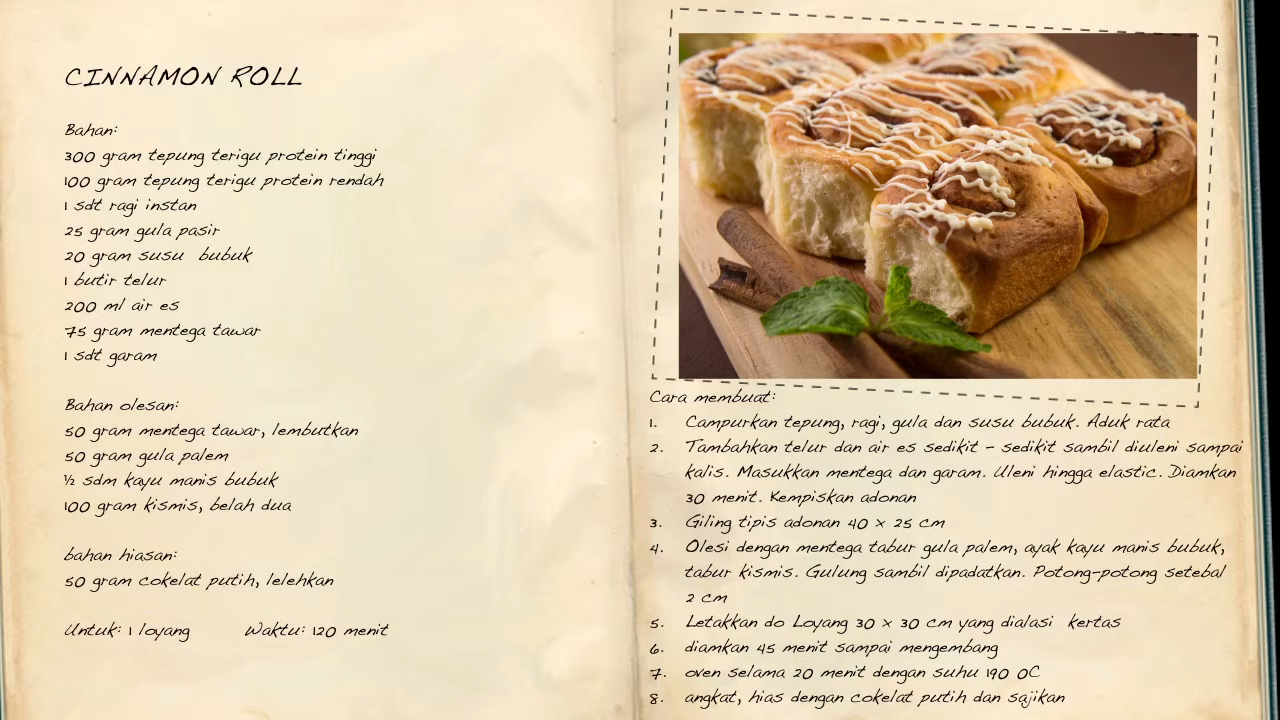 CINNAMON ROLL
Bahan:
300 gram tepung terigu protein tinggi
100 gram tepung terigu protein rendah
1 sdt ragi instan
25 gram gula pasir
20 gram susu bubuk
1 butir telur
200 ml air es
75 gram mentega tawar
1 sdt garam
Bahan olesan:
50 gram mentega tawar, lembutkan
50 gram gula palem
½ sdm kayu manis bubuk
100 gram kismis, belah dua
bahan hiasan:
50 gram cokelat putih, lelehkan
Untuk: 1 loyang Waktu: 120 menit
Cara membuat:
1. Campurkan tepung, ragi, gula dan susu bubuk. Aduk rata
2. Tambahkan telur dan air es sedikit – sedikit sambil diuleni sampai
kalis. Masukkan mentega dan garam. Uleni hingga elastic. Diamkan
30 menit. Kempiskan adonan
3. Giling tipis adonan 40 x 25 cm
4. Olesi dengan mentega tabur gula palem, ayak kayu manis bubuk,
tabur kismis. Gulung sambil dipadatkan. Potong-potong setebal
2 cm
5. Letakkan do Loyang 30 x 30 cm yang dialasi kertas
6. diamkan 45 menit sampai mengembang
7. oven selama 20 menit dengan suhu 190 0C
8. angkat, hias dengan cokelat putih dan sajikan